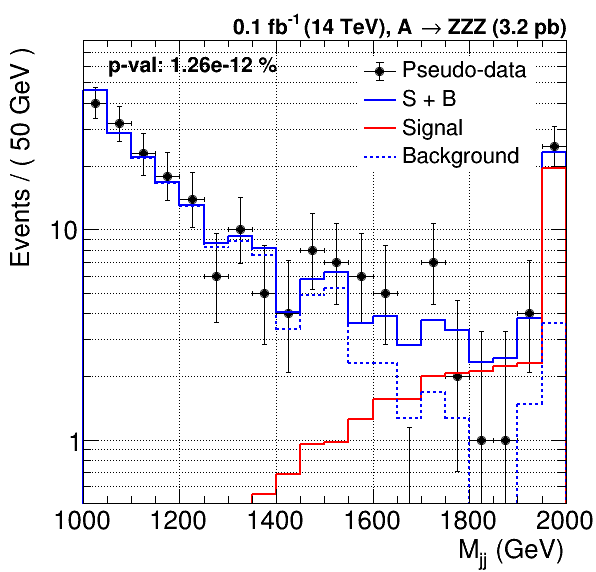 0.1 fb⁻¹ (14 TeV), A → ZZZ (3.2 pb)
p-val: 1.26e-12 %
Pseudo-data
S + B
Signal
Background
Events / ( 50 GeV )
10
1
1000 1200 1400 1600 1800 2000
M_jj (GeV)